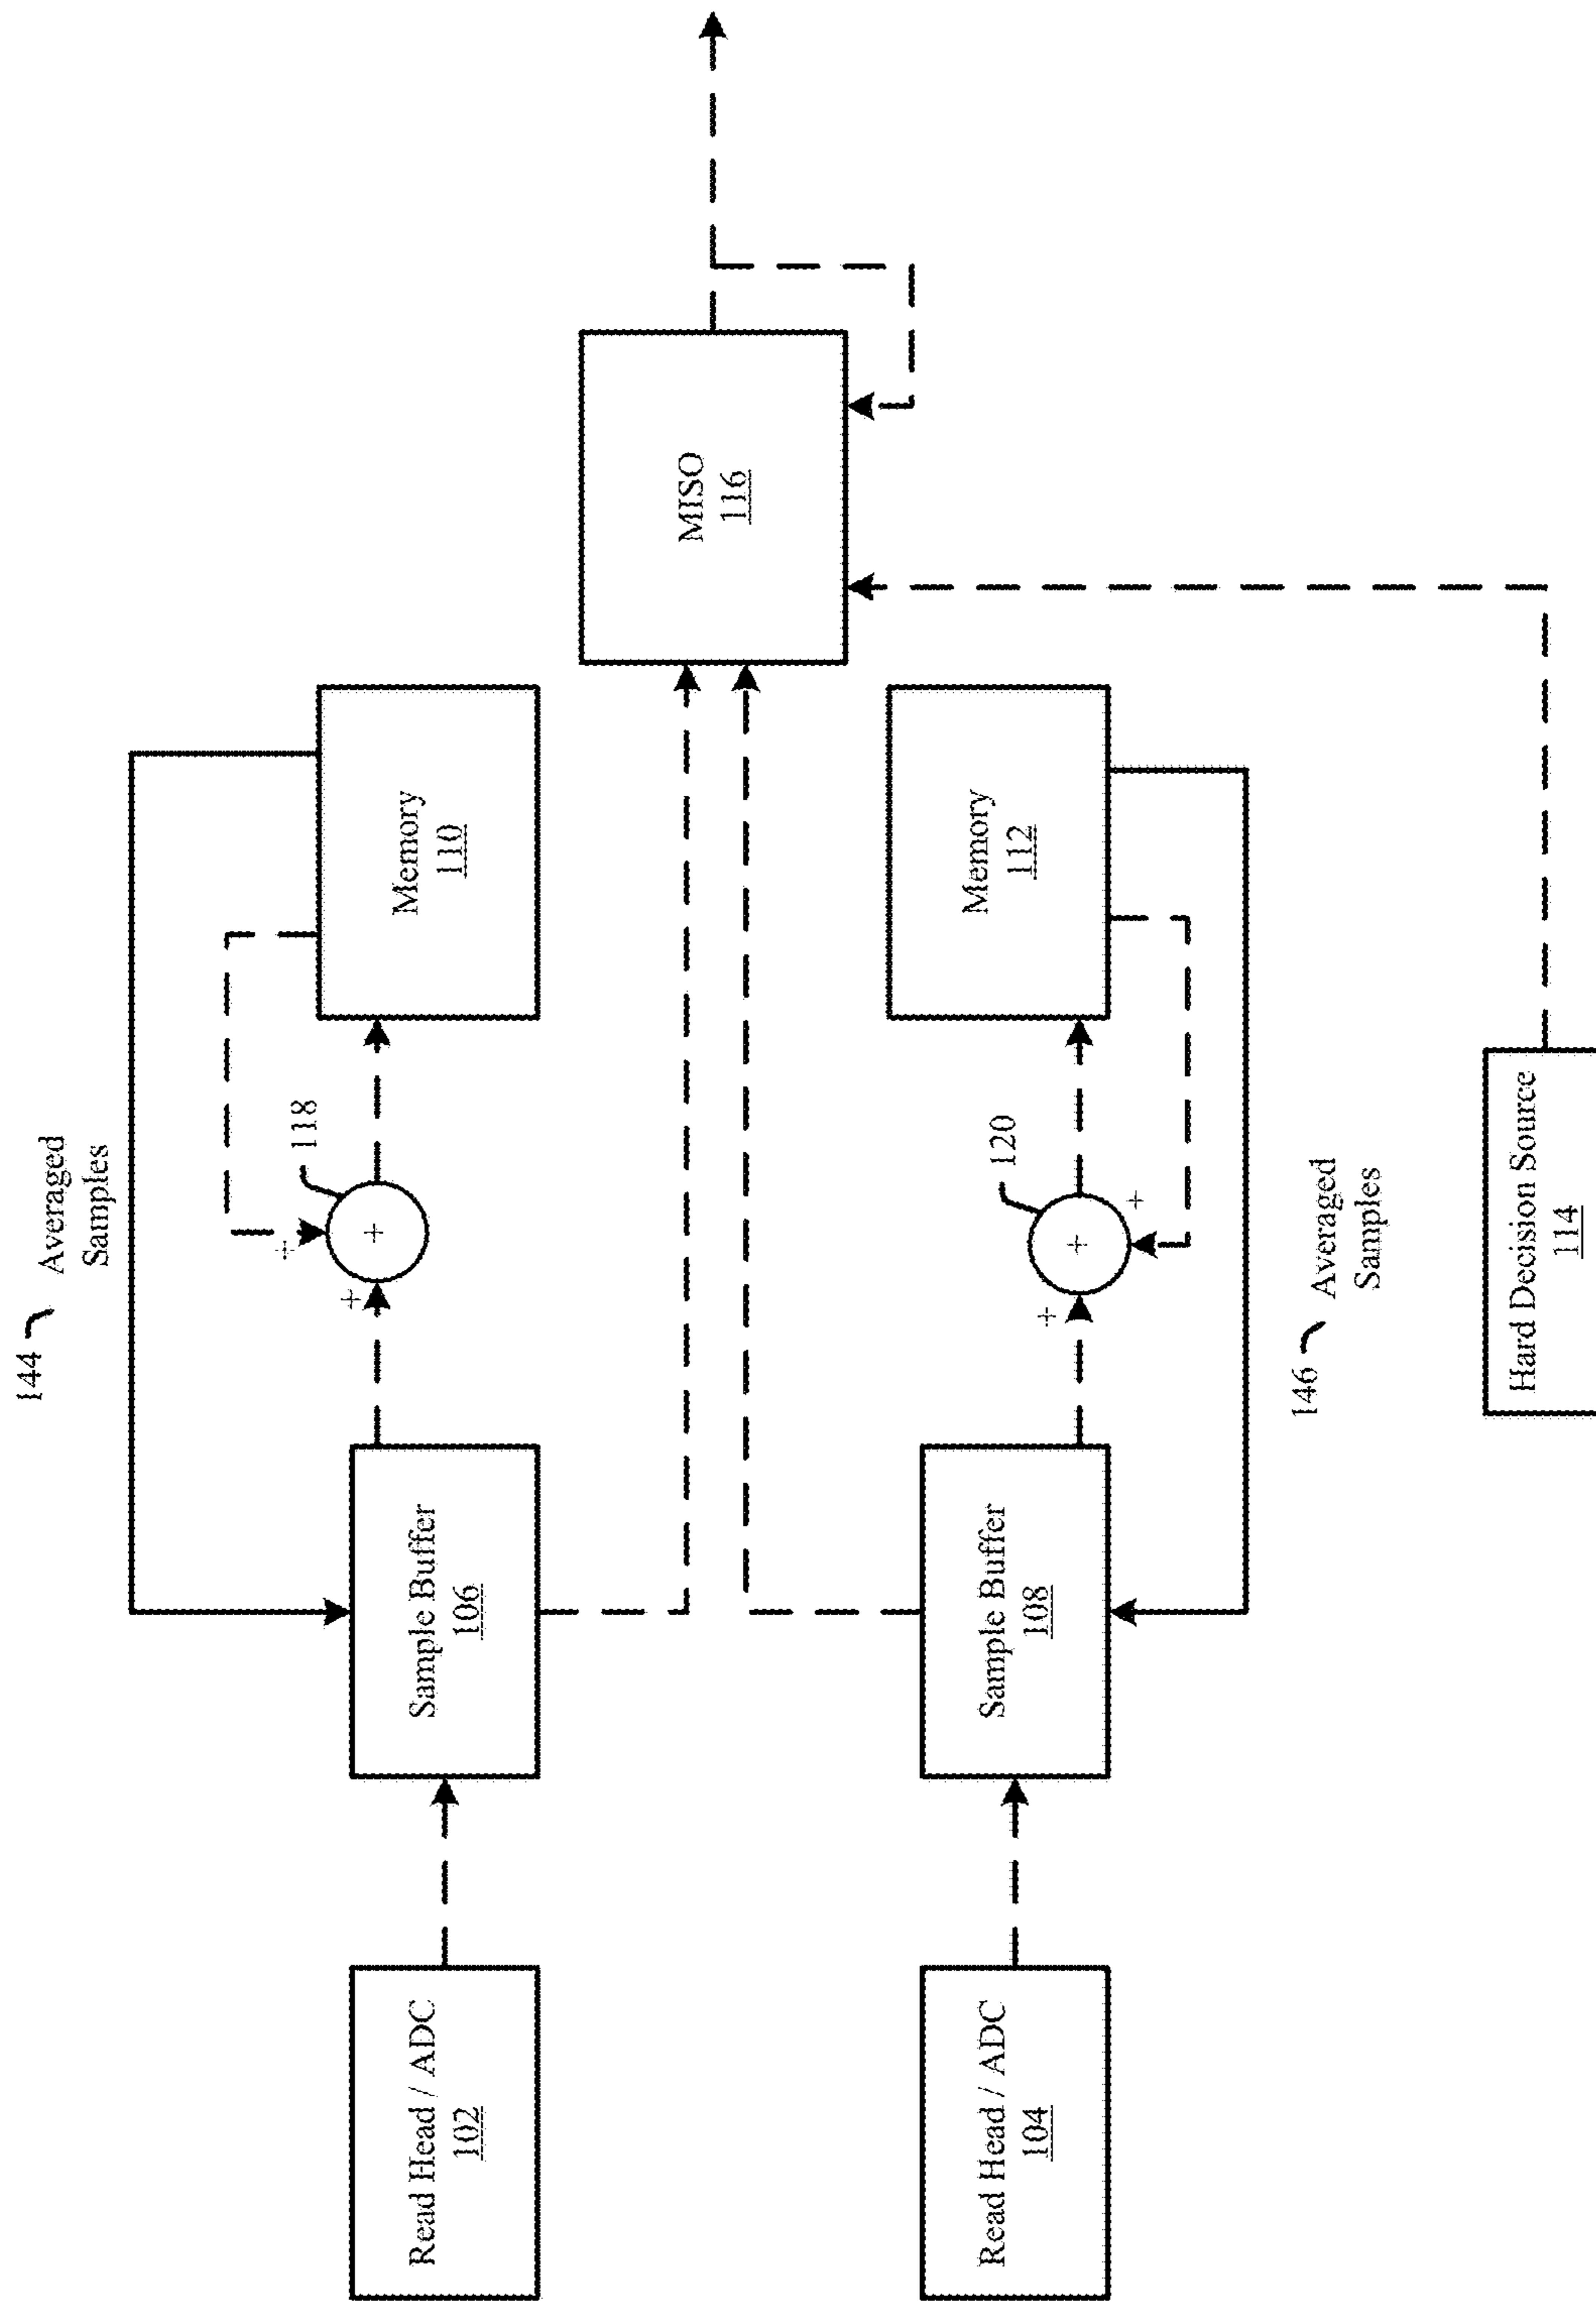 144
Averaged
Samples
118
+
+
+
Read Head / ADC
102
Sample Buffer
106
Memory
110
MISO
116
Read Head / ADC
104
Sample Buffer
108
120
+
+
+
Memory
112
146
Averaged
Samples
Hard Decision Source
114